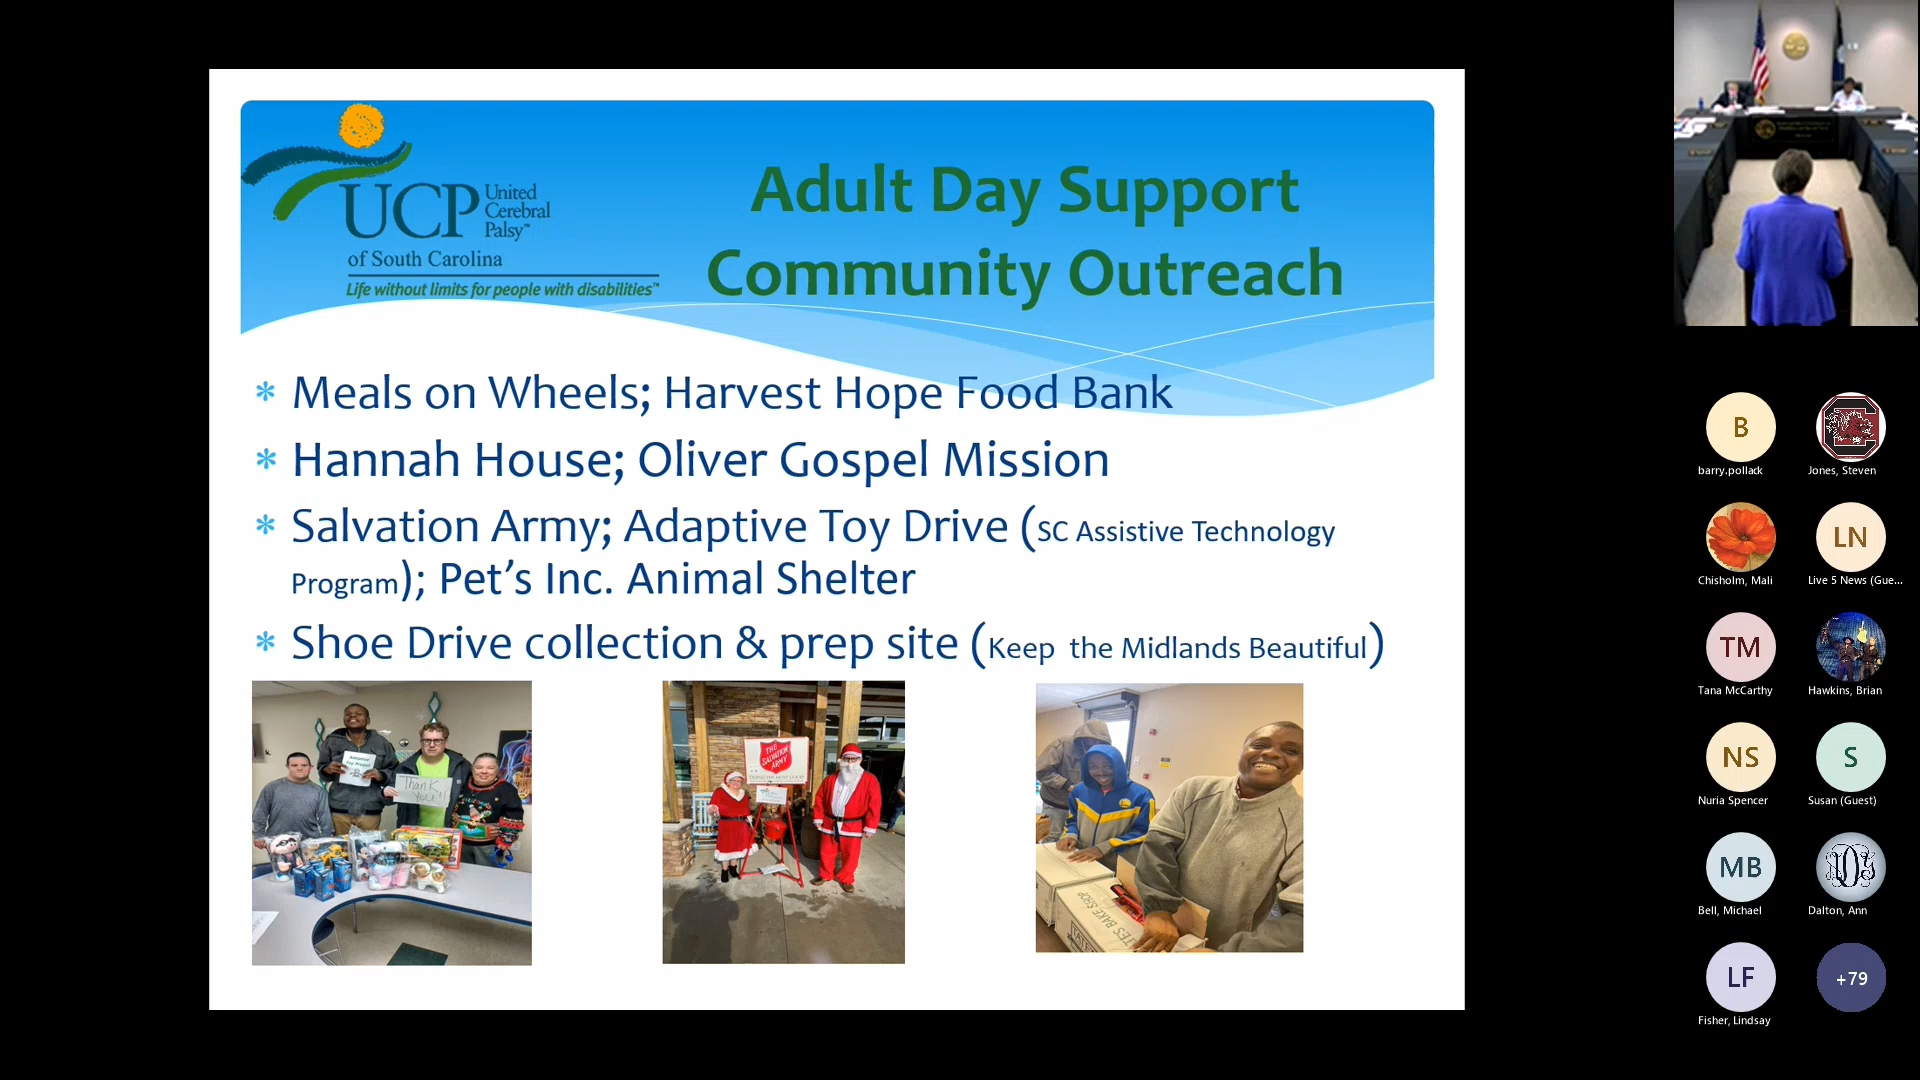 UCP United
Cerebral
Palsy™
of South Carolina
Life without limits for people with disabilities™
Adult Day Support
Community Outreach
* Meals on Wheels; Harvest Hope Food Bank
* Hannah House; Oliver Gospel Mission
* Salvation Army; Adaptive Toy Drive (SC Assistive Technology
Program); Pet's Inc. Animal Shelter
* Shoe Drive collection & prep site (Keep the Midlands Beautiful)
Thank
You!!
THE
SALVATION
ARMY
BAKE SHOP
B
barry.pollack
Jones, Steven
Chisholm, Mali
LN
Live 5 News (Gue...
TM
Tana McCarthy
Hawkins, Brian
NS
Nuria Spencer
S
Susan (Guest)
MB
Bell, Michael
Dalton, Ann
LF
Fisher, Lindsay
+79